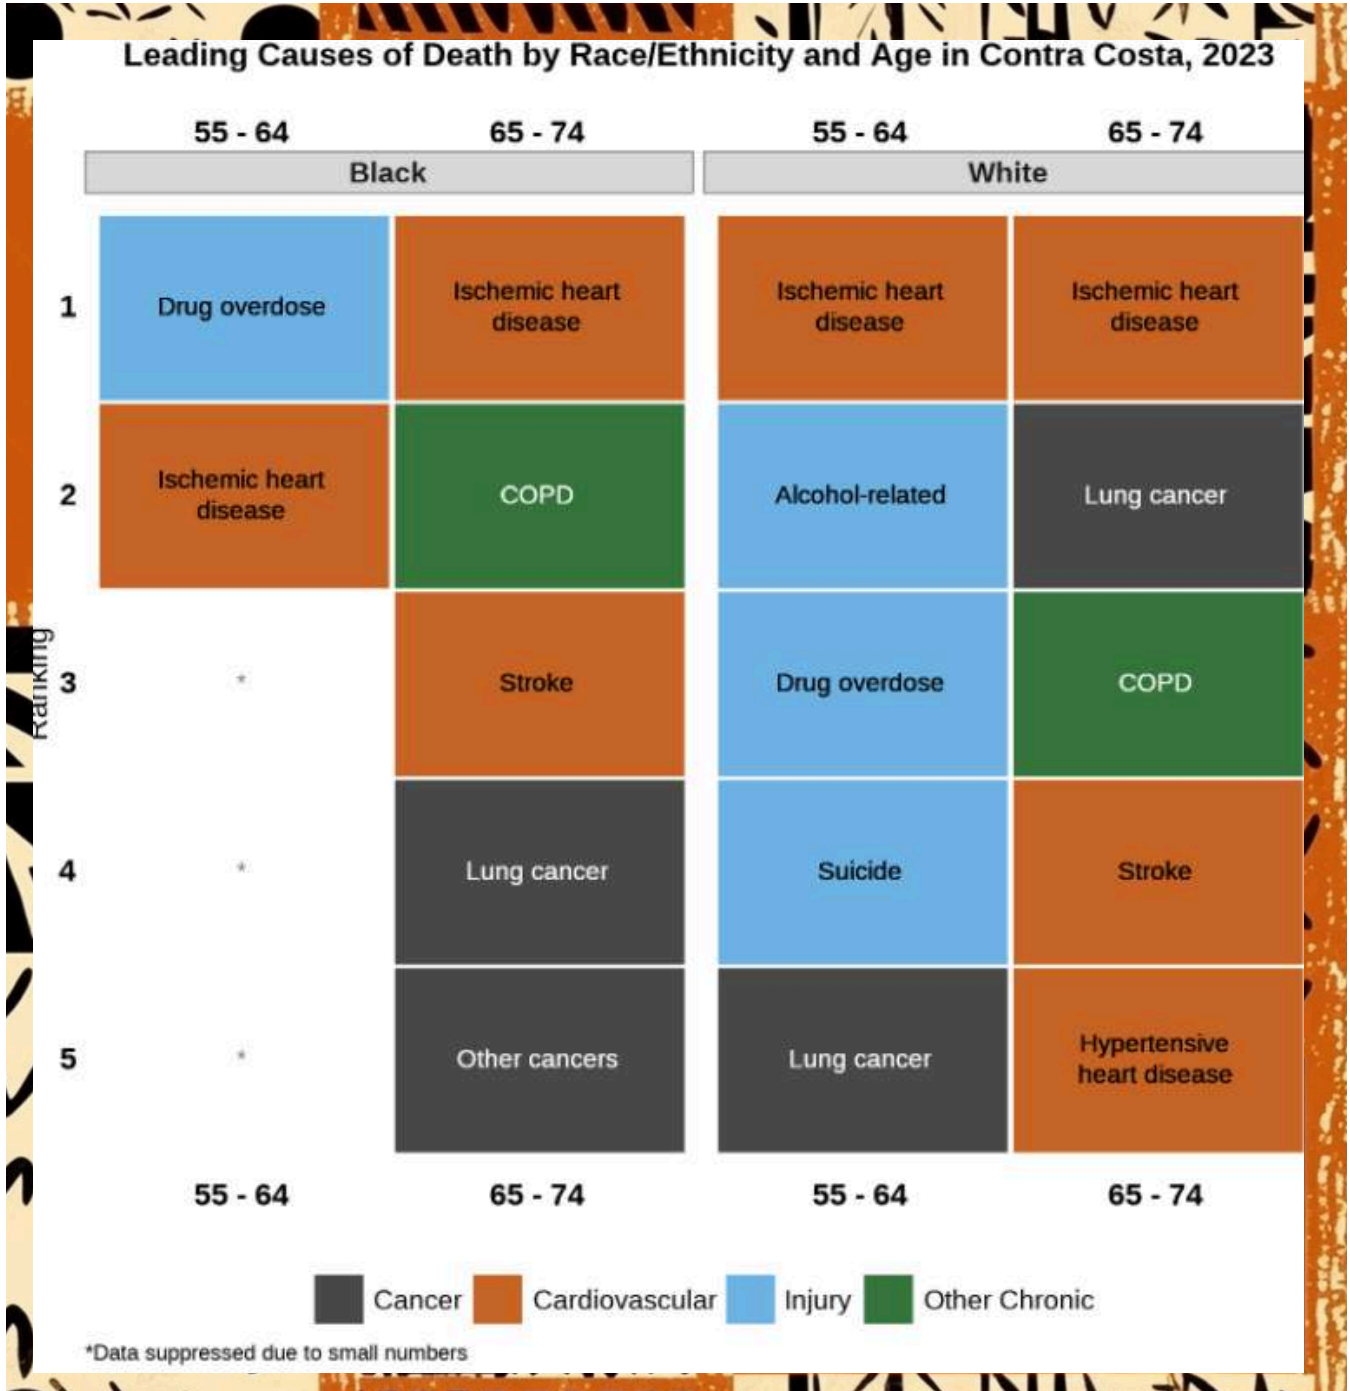 Leading Causes of Death by Race/Ethnicity and Age in Contra Costa, 2023
55 - 64 65 - 74 55 - 64 65 - 74
Black White
Ranking
1 Drug overdose Ischemic heart disease Ischemic heart disease Ischemic heart disease
2 Ischemic heart disease COPD Alcohol-related Lung cancer
3 * Stroke Drug overdose COPD
4 * Lung cancer Suicide Stroke
5 * Other cancers Lung cancer Hypertensive heart disease
55 - 64 65 - 74 55 - 64 65 - 74
Cancer Cardiovascular Injury Other Chronic
*Data suppressed due to small numbers